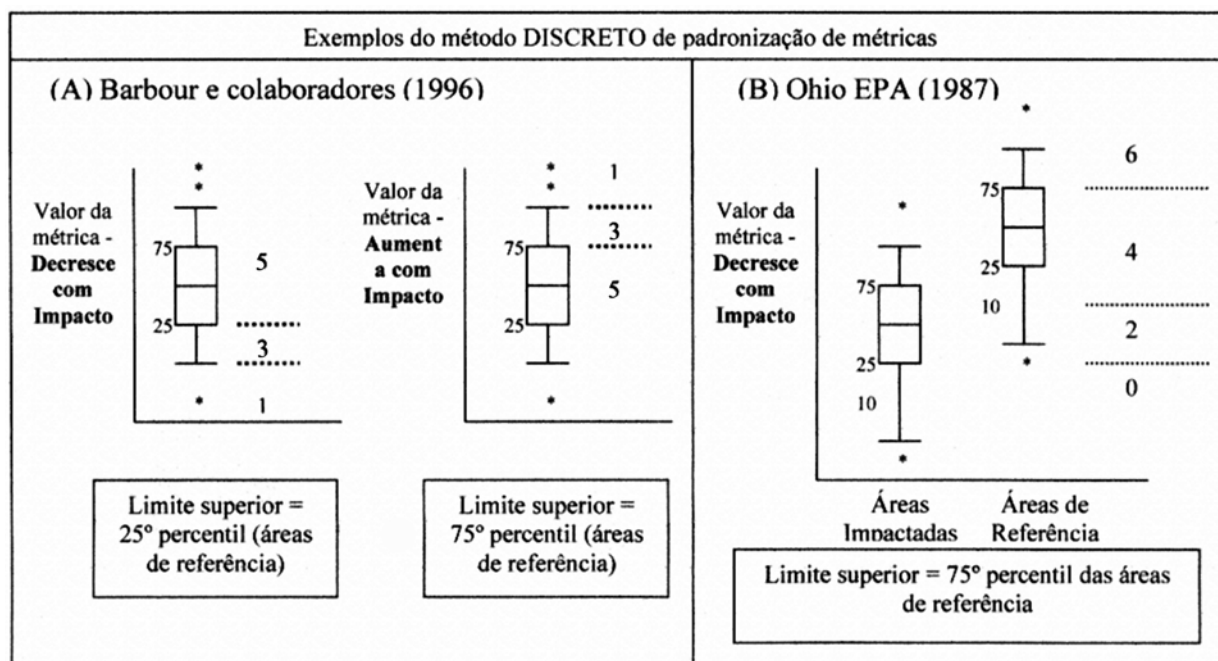 Exemplos do método DISCRETO de padronização de métricas
(A) Barbour e colaboradores (1996)
Valor da
métrica -
Decresce
com
Impacto
*
*
75
25
*
5
3
1
Limite superior =
25º percentil (áreas
de referência)
Valor da
métrica -
Aument
a com
Impacto
*
*
75
25
*
1
3
5
Limite superior =
75º percentil (áreas
de referência)
(B) Ohio EPA (1987)
Valor da
métrica -
Decresce
com
Impacto
*
75
25
10
*
*
75
25
10
*
6
4
2
0
Áreas
Impactadas
Áreas de
Referência
Limite superior = 75º percentil das áreas
de referência